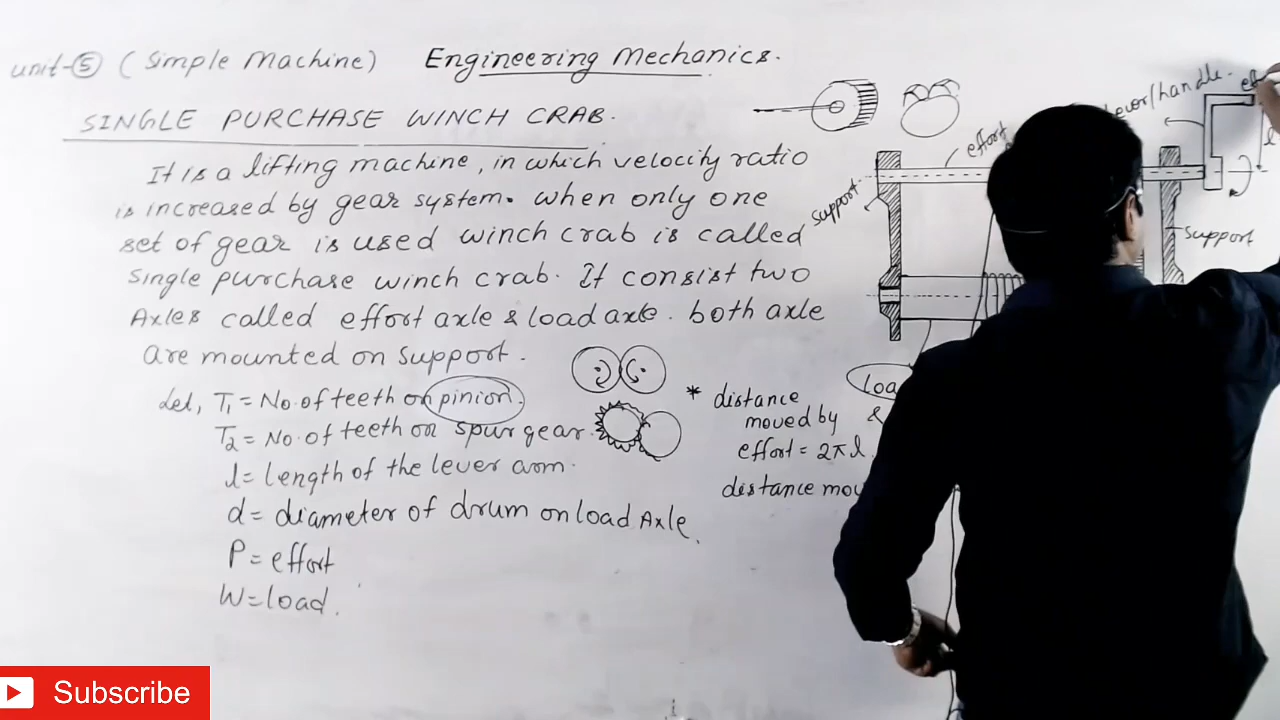 unit-⑤ (Simple Machine) Engineering Mechanics.
SINGLE PURCHASE WINCH CRAB.
It is a lifting machine, in which velocity ratio
is increased by gear system. when only one
set of gear is used winch crab is called
single purchase winch crab. It consist two
Axles called effort axle & load axle. both axle
are mounted on support.
Let, T1 = No. of teeth on pinion.
T2 = No. of teeth on spur gear.
l = length of the lever arm.
d = diameter of drum on load Axle.
P = effort
W = load.
* distance
moved by
effort = 2πl.
distance mov
lever/handle.
effort
support
support
l
Loa
&
Subscribe